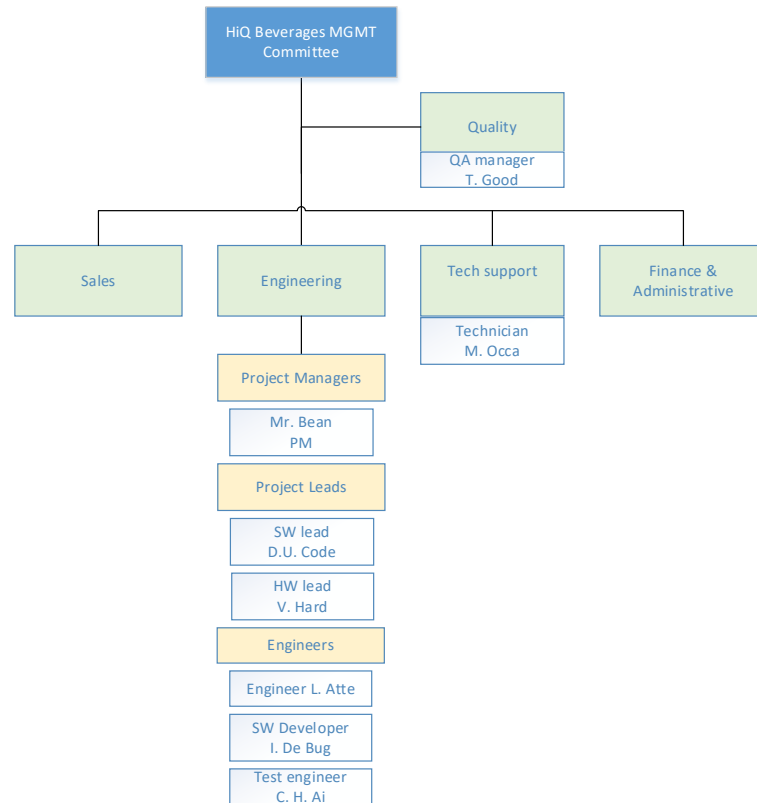 HiQ Beverages MGMT
Committee
Quality
QA manager
T. Good
Sales
Engineering
Tech support
Finance &
Administrative
Technician
M. Occa
Project Managers
Mr. Bean
PM
Project Leads
SW lead
D.U. Code
HW lead
V. Hard
Engineers
Engineer L. Atte
SW Developer
I. De Bug
Test engineer
C. H. Ai